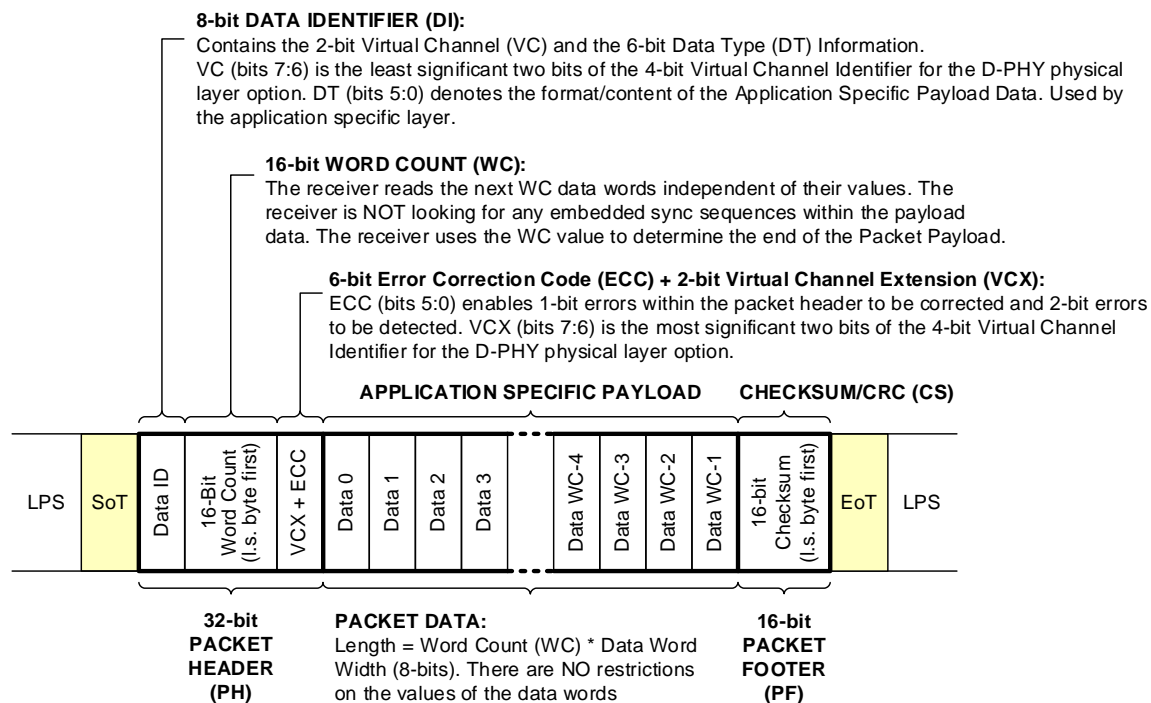 8-bit DATA IDENTIFIER (DI):
Contains the 2-bit Virtual Channel (VC) and the 6-bit Data Type (DT) Information.
VC (bits 7:6) is the least significant two bits of the 4-bit Virtual Channel Identifier for the D-PHY physical
layer option. DT (bits 5:0) denotes the format/content of the Application Specific Payload Data. Used by
the application specific layer.
16-bit WORD COUNT (WC):
The receiver reads the next WC data words independent of their values. The
receiver is NOT looking for any embedded sync sequences within the payload
data. The receiver uses the WC value to determine the end of the Packet Payload.
6-bit Error Correction Code (ECC) + 2-bit Virtual Channel Extension (VCX):
ECC (bits 5:0) enables 1-bit errors within the packet header to be corrected and 2-bit errors
to be detected. VCX (bits 7:6) is the most significant two bits of the 4-bit Virtual Channel
Identifier for the D-PHY physical layer option.
APPLICATION SPECIFIC PAYLOAD
CHECKSUM/CRC (CS)
LPS
SoT
Data ID
16-Bit
Word Count
(l.s. byte first)
VCX + ECC
Data 0
Data 1
Data 2
Data 3
Data WC-4
Data WC-3
Data WC-2
Data WC-1
16-bit
Checksum
(l.s. byte first)
EoT
LPS
32-bit
PACKET
HEADER
(PH)
PACKET DATA:
Length = Word Count (WC) * Data Word
Width (8-bits). There are NO restrictions
on the values of the data words
16-bit
PACKET
FOOTER
(PF)